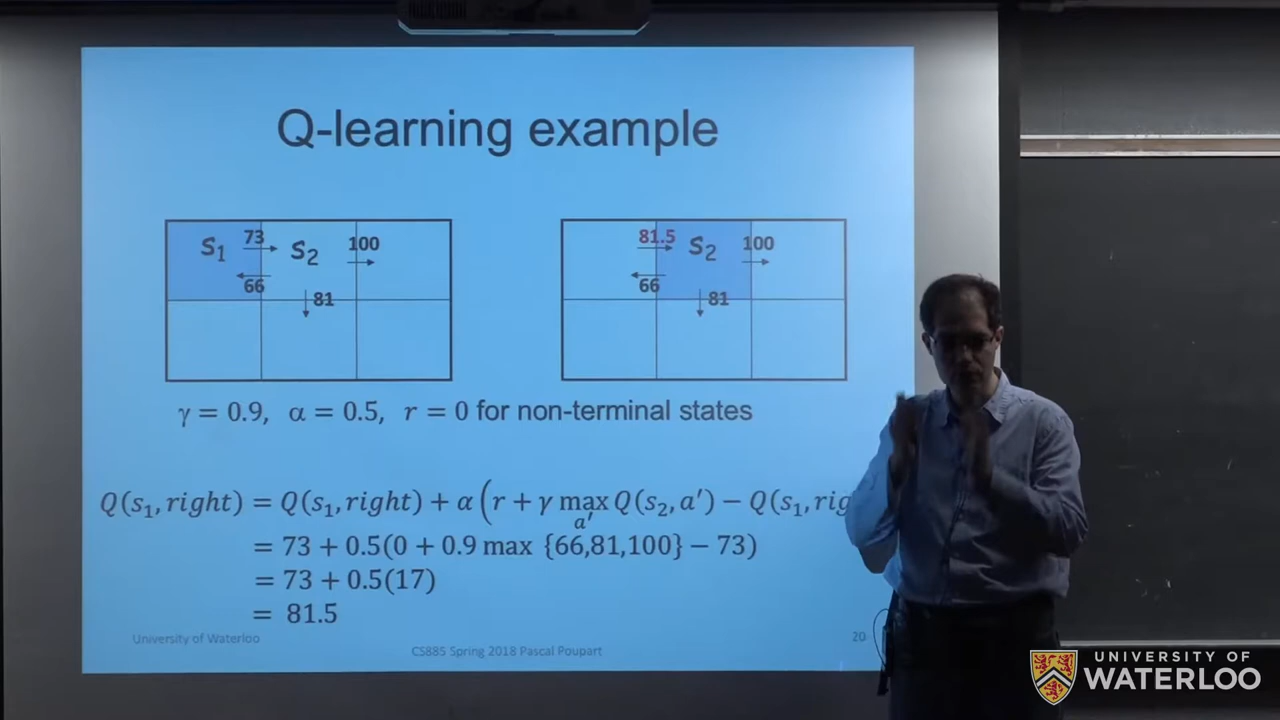 Q-learning example
S₁ 73 S₂ 100
66
81
81.5 S₂ 100
66
81
γ = 0.9, α = 0.5, r = 0 for non-terminal states
Q(s₁, right) = Q(s₁, right) + α (r + γ max Q(s₂, a′) − Q(s₁, rig
a′
= 73 + 0.5(0 + 0.9 max {66,81,100} − 73)
= 73 + 0.5(17)
= 81.5
University of Waterloo
CS885 Spring 2018 Pascal Poupart
20
UNIVERSITY OF
WATERLOO